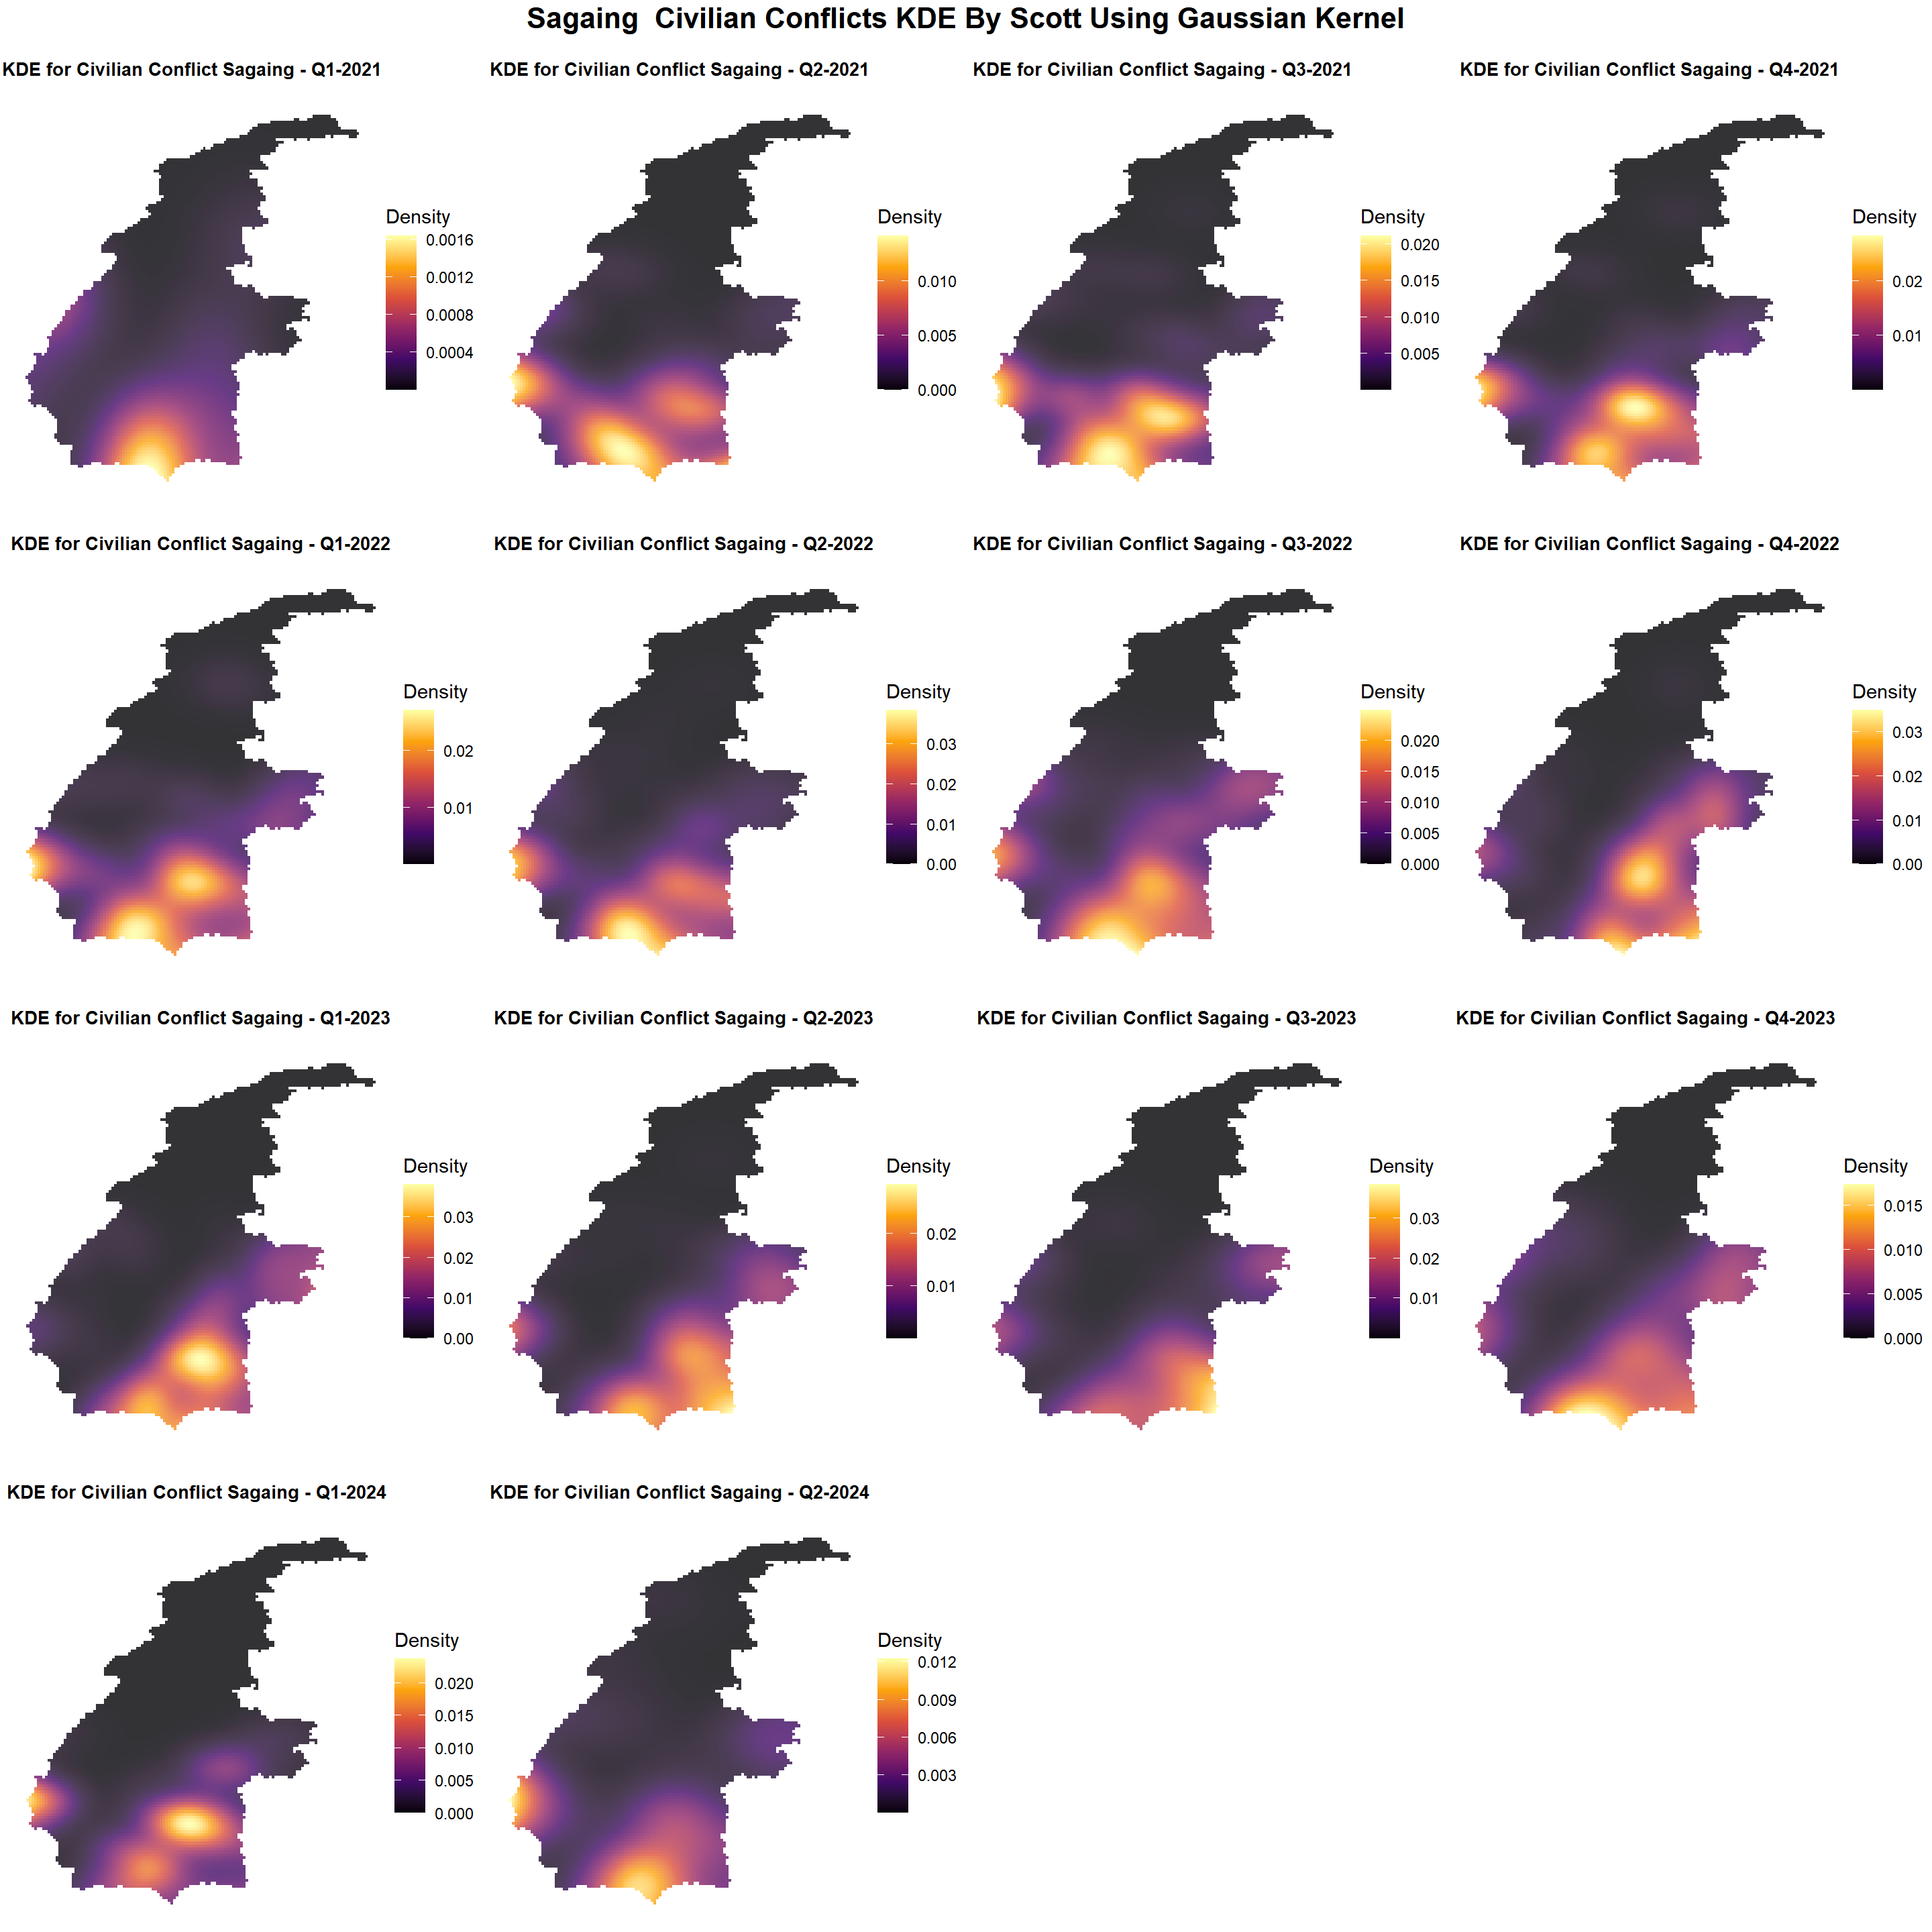 Sagaing  Civilian Conflicts KDE By Scott Using Gaussian Kernel
KDE for Civilian Conflict Sagaing - Q1-2021
Density
0.0016
0.0012
0.0008
0.0004
KDE for Civilian Conflict Sagaing - Q2-2021
Density
0.010
0.005
0.000
KDE for Civilian Conflict Sagaing - Q3-2021
Density
0.020
0.015
0.010
0.005
KDE for Civilian Conflict Sagaing - Q4-2021
Density
0.02
0.01
KDE for Civilian Conflict Sagaing - Q1-2022
Density
0.02
0.01
KDE for Civilian Conflict Sagaing - Q2-2022
Density
0.03
0.02
0.01
0.00
KDE for Civilian Conflict Sagaing - Q3-2022
Density
0.020
0.015
0.010
0.005
0.000
KDE for Civilian Conflict Sagaing - Q4-2022
Density
0.03
0.02
0.01
0.00
KDE for Civilian Conflict Sagaing - Q1-2023
Density
0.03
0.02
0.01
0.00
KDE for Civilian Conflict Sagaing - Q2-2023
Density
0.02
0.01
KDE for Civilian Conflict Sagaing - Q3-2023
Density
0.03
0.02
0.01
KDE for Civilian Conflict Sagaing - Q4-2023
Density
0.015
0.010
0.005
0.000
KDE for Civilian Conflict Sagaing - Q1-2024
Density
0.020
0.015
0.010
0.005
0.000
KDE for Civilian Conflict Sagaing - Q2-2024
Density
0.012
0.009
0.006
0.003